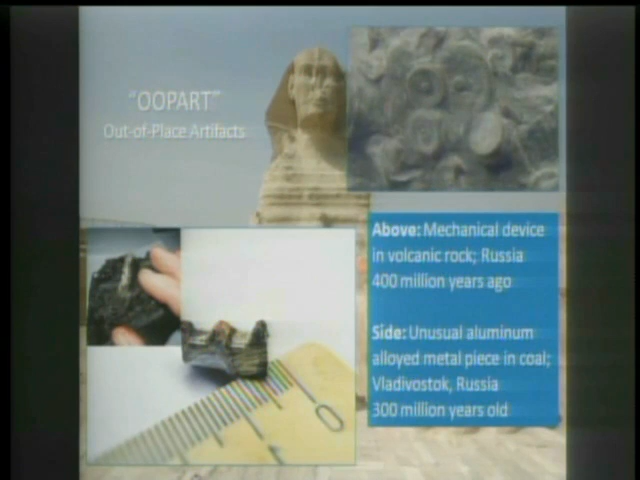 “OOPART”
Out-of-Place Artifacts
Above: Mechanical device
in volcanic rock; Russia
400 million years ago
Side: Unusual aluminum
alloyed metal piece in coal;
Vladivostok, Russia
300 million years old
0